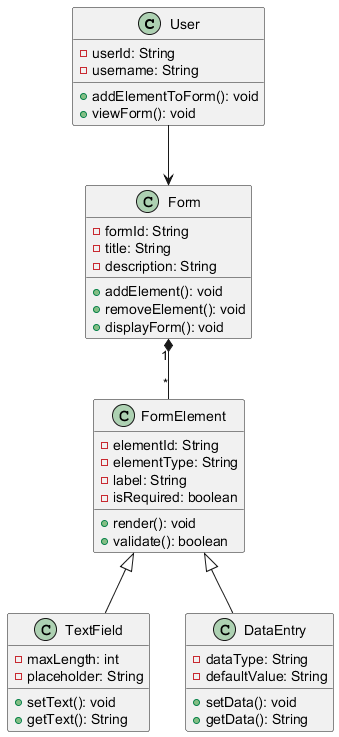 C User
userId: String
username: String
addElementToForm(): void
viewForm(): void
C Form
formId: String
title: String
description: String
addElement(): void
removeElement(): void
displayForm(): void
1
*
C FormElement
elementId: String
elementType: String
label: String
isRequired: boolean
render(): void
validate(): boolean
C TextField
maxLength: int
placeholder: String
setText(): void
getText(): String
C DataEntry
dataType: String
defaultValue: String
setData(): void
getData(): String